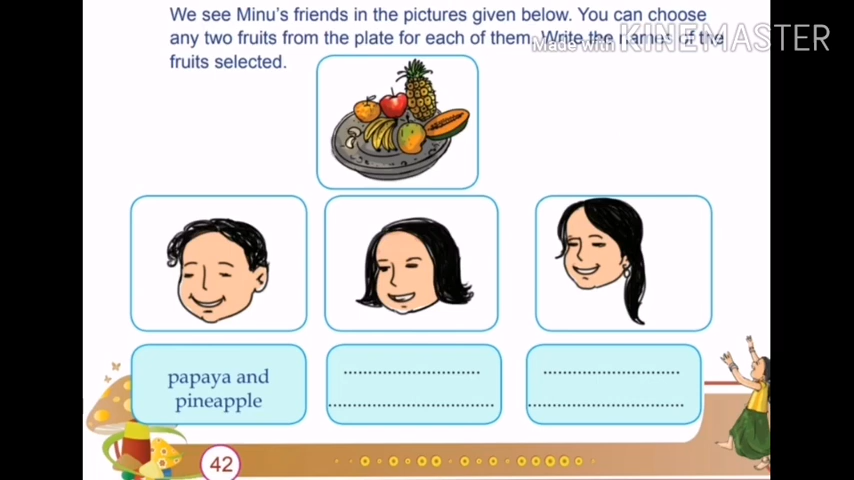 We see Minu's friends in the pictures given below. You can choose
any two fruits from the plate for each of them. Write the names of the
fruits selected.
Made with KINEMASTER
papaya and
pineapple
42